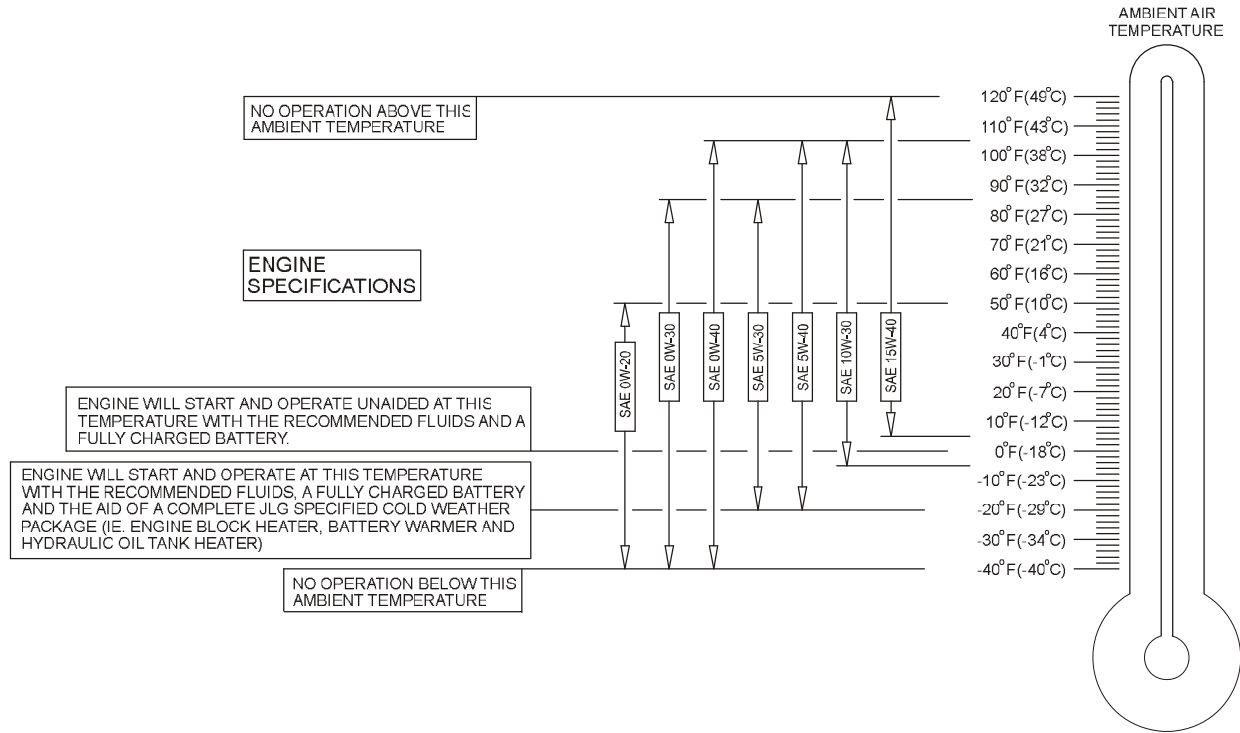 AMBIENT AIR
TEMPERATURE
NO OPERATION ABOVE THIS
AMBIENT TEMPERATURE
ENGINE
SPECIFICATIONS
ENGINE WILL START AND OPERATE UNAIDED AT THIS
TEMPERATURE WITH THE RECOMMENDED FLUIDS AND A
FULLY CHARGED BATTERY.
ENGINE WILL START AND OPERATE AT THIS TEMPERATURE
WITH THE RECOMMENDED FLUIDS, A FULLY CHARGED BATTERY
AND THE AID OF A COMPLETE JLG SPECIFIED COLD WEATHER
PACKAGE (IE. ENGINE BLOCK HEATER, BATTERY WARMER AND
HYDRAULIC OIL TANK HEATER)
NO OPERATION BELOW THIS
AMBIENT TEMPERATURE
SAE 0W-20
SAE 0W-30
SAE 0W-40
SAE 5W-30
SAE 5W-40
SAE 10W-30
SAE 15W-40
120°F(49°C)
110°F(43°C)
100°F(38°C)
90°F(32°C)
80°F(27°C)
70°F(21°C)
60°F(16°C)
50°F(10°C)
40°F(4°C)
30°F(-1°C)
20°F(-7°C)
10°F(-12°C)
0°F(-18°C)
-10°F(-23°C)
-20°F(-29°C)
-30°F(-34°C)
-40°F(-40°C)